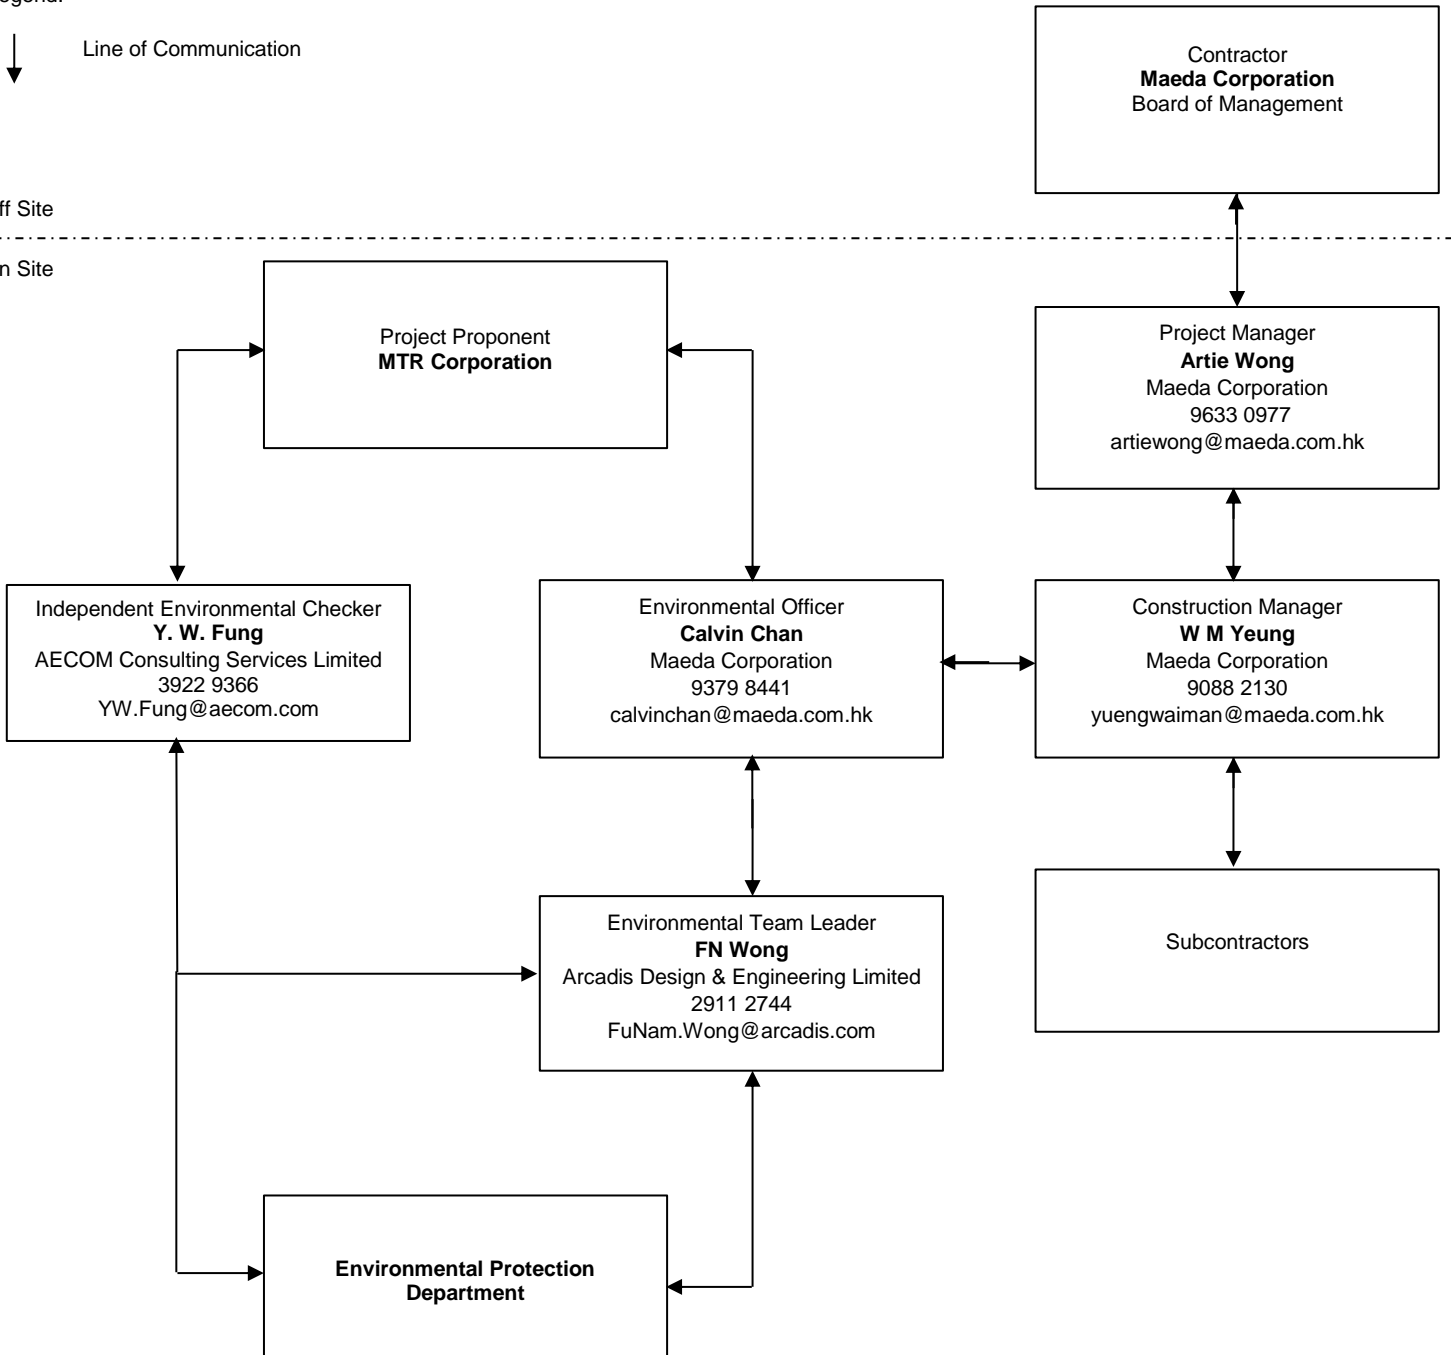 egend:
Line of Communication
Contractor
Maeda Corporation
Board of Management
ff Site
n Site
Project Proponent
MTR Corporation
Project Manager
Artie Wong
Maeda Corporation
9633 0977
artiewong@maeda.com.hk
Independent Environmental Checker
Y. W. Fung
AECOM Consulting Services Limited
3922 9366
YW.Fung@aecom.com
Environmental Officer
Calvin Chan
Maeda Corporation
9379 8441
calvinchan@maeda.com.hk
Construction Manager
W M Yeung
Maeda Corporation
9088 2130
yuengwaiman@maeda.com.hk
Environmental Team Leader
FN Wong
Arcadis Design & Engineering Limited
2911 2744
FuNam.Wong@arcadis.com
Subcontractors
Environmental Protection
Department